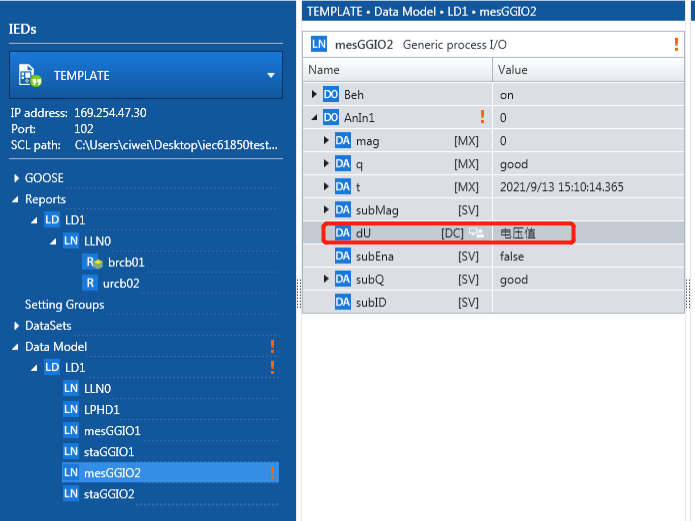 IEDs
TEMPLATE
IP address: 169.254.47.30
Port: 102
SCL path: C:\Users\ciwei\Desktop\iec61850test...
GOOSE
Reports
LD LD1
LN LLN0
R brcb01
R urcb02
Setting Groups
DataSets
Data Model !
LD LD1 !
LN LLN0
LN LPHD1
LN mesGGIO1
LN staGGIO1
LN mesGGIO2 !
LN staGGIO2
TEMPLATE • Data Model • LD1 • mesGGIO2
LN mesGGIO2 Generic process I/O !
Name Value
DO Beh on
DO AnIn1 ! 0
DA mag [MX] 0
DA q [MX] good
DA t [MX] 2021/9/13 15:10:14.365
DA subMag [SV]
DA dU [DC] 电压值
DA subEna [SV] false
DA subQ [SV] good
DA subID [SV]